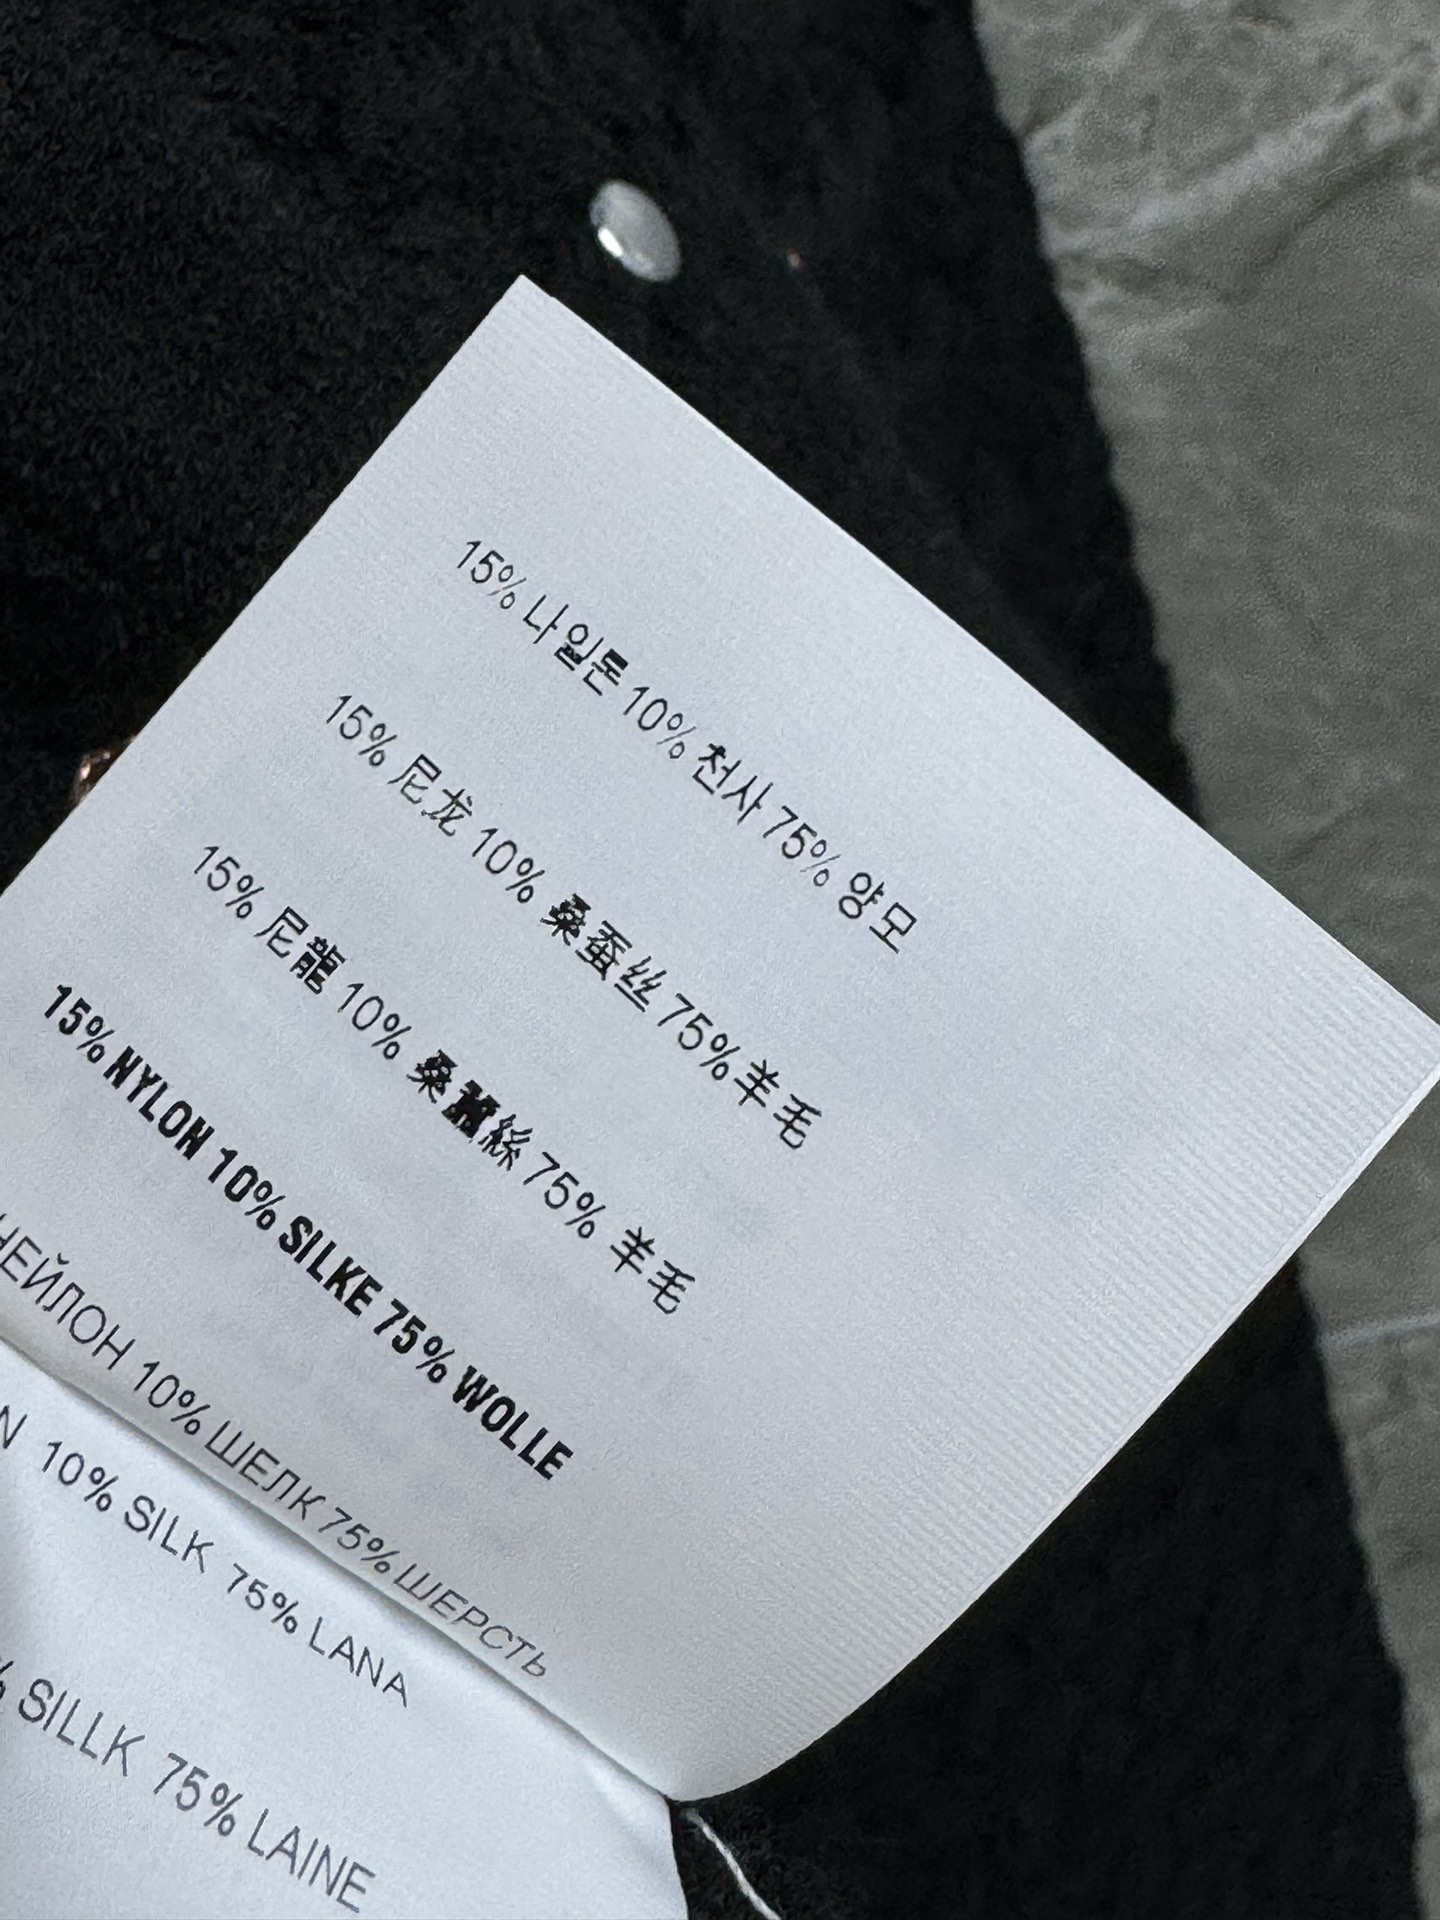 15% 나일론 10% 천사 75% 양모
15% 尼龙 10% 桑蚕丝 75%羊毛
15% 尼龍 10% 桑蠶絲 75% 羊毛
15% NYLON 10% SILKE 75% WOLLE
НЕЙЛОН 10% ШЕЛК 75% ШЕРСТЬ
N 10% SILK 75% LANA
% SILLK 75% LAINE